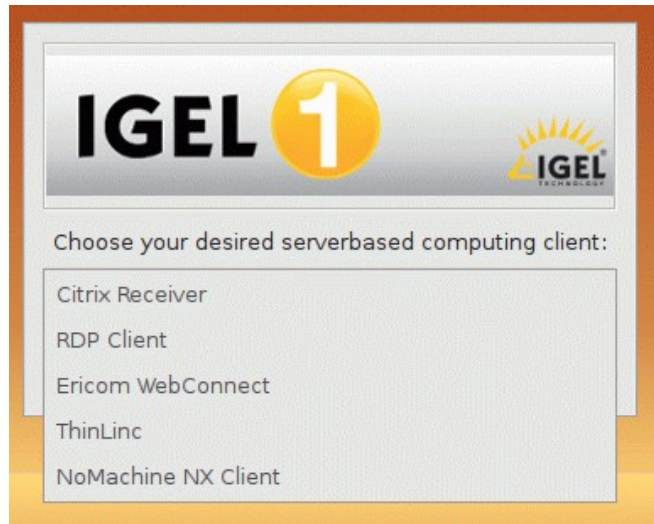 IGEL 1
IGEL®
TECHNOLOGY
Choose your desired serverbased computing client:
Citrix Receiver
RDP Client
Ericom WebConnect
ThinLinc
NoMachine NX Client